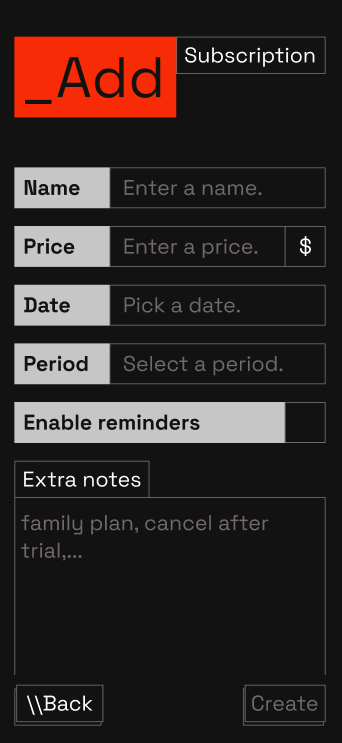 _Add
Subscription
Name Enter a name.
Price Enter a price. $
Date Pick a date.
Period Select a period.
Enable reminders
Extra notes
family plan, cancel after
trial,...
\\Back Create